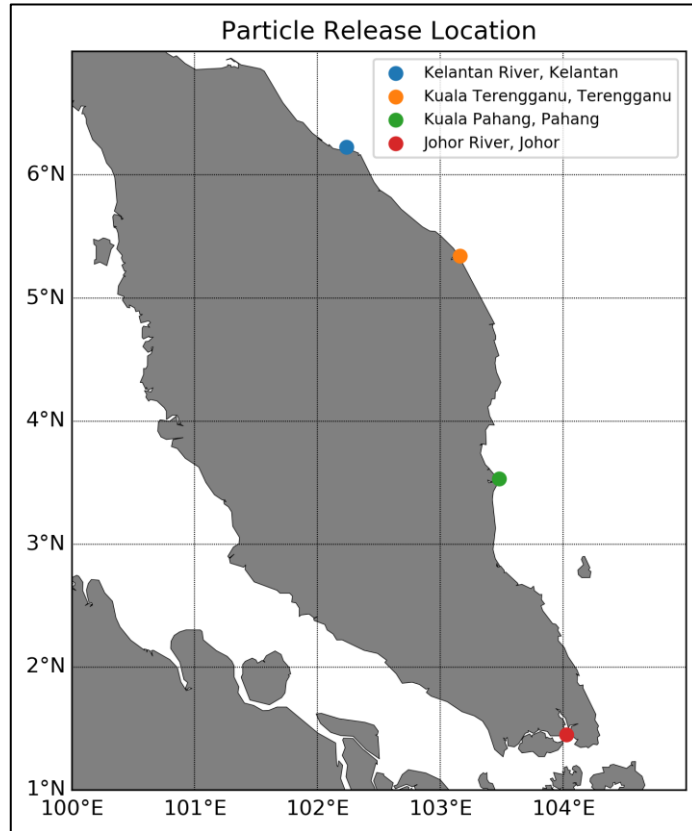 Particle Release Location
Kelantan River, Kelantan
Kuala Terengganu, Terengganu
Kuala Pahang, Pahang
Johor River, Johor
6°N
5°N
4°N
3°N
2°N
1°N
100°E
101°E
102°E
103°E
104°E